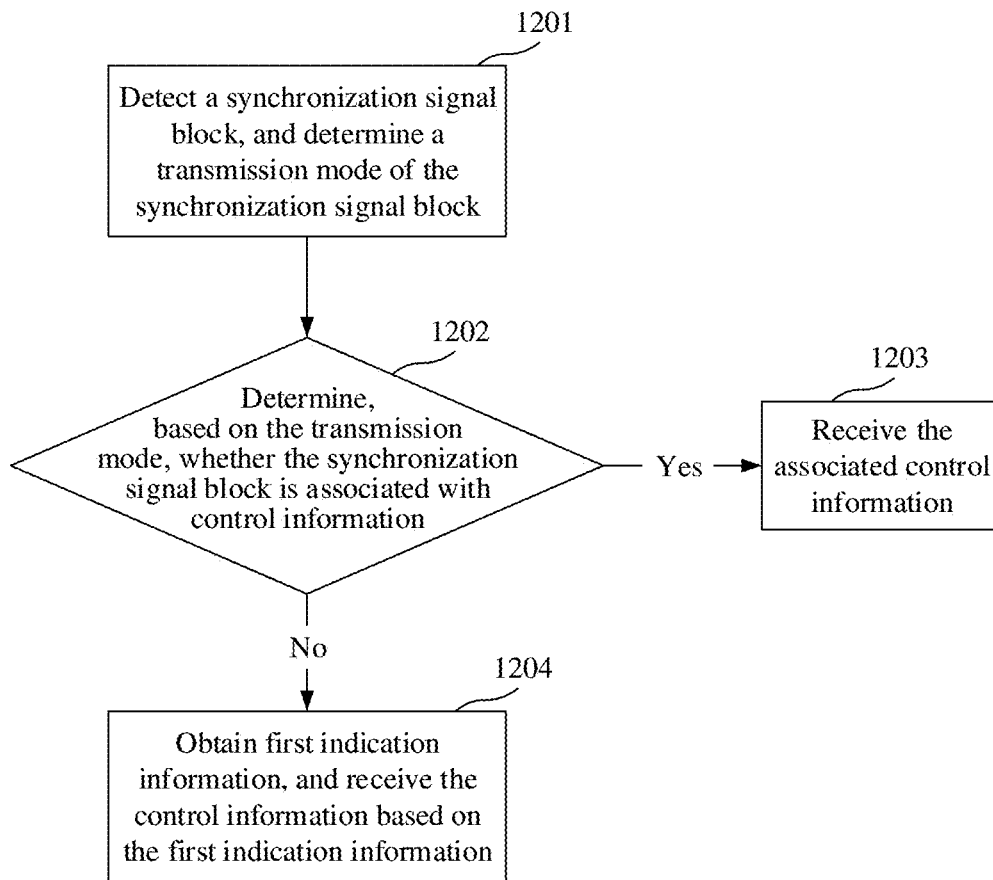 1201
Detect a synchronization signal
block, and determine a
transmission mode of the
synchronization signal block
1202
Determine,
based on the transmission
mode, whether the synchronization
signal block is associated with
control information
Yes
1203
Receive the
associated control
information
No
1204
Obtain first indication
information, and receive the
control information based on
the first indication information